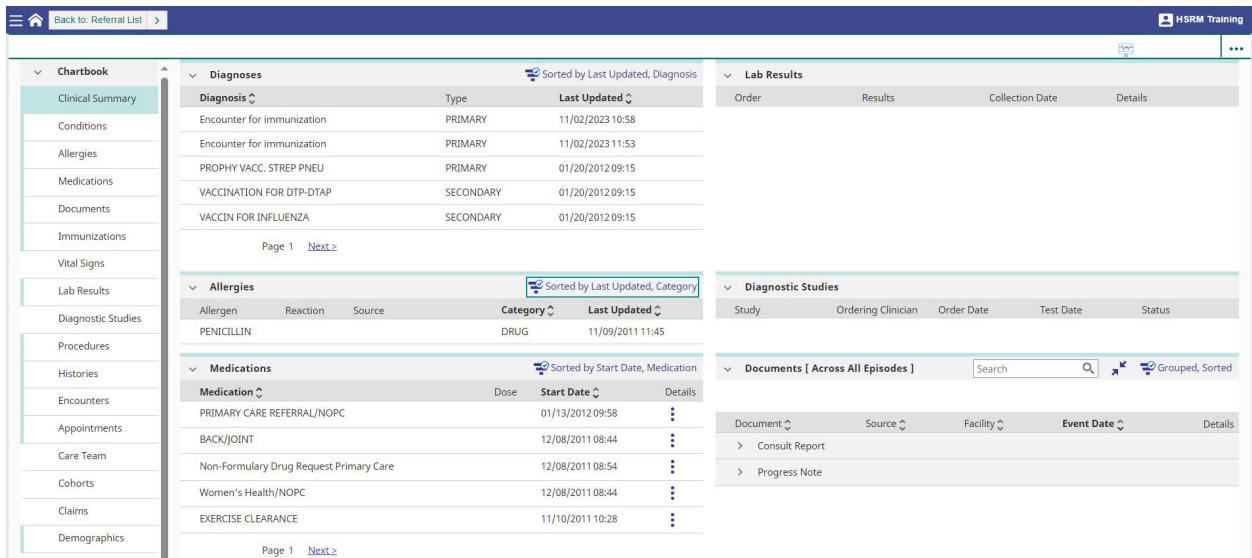 Back to: Referral List >
HSRM Training
Chartbook
Clinical Summary
Conditions
Allergies
Medications
Documents
Immunizations
Vital Signs
Lab Results
Diagnostic Studies
Procedures
Histories
Encounters
Appointments
Care Team
Cohorts
Claims
Demographics
Diagnoses Sorted by Last Updated, Diagnosis
Diagnosis Type Last Updated
Encounter for immunization PRIMARY 11/02/2023 10:58
Encounter for immunization PRIMARY 11/02/2023 11:53
PROPHY VACC. STREP PNEU PRIMARY 01/20/2012 09:15
VACCINATION FOR DTP-DTAP SECONDARY 01/20/2012 09:15
VACCIN FOR INFLUENZA SECONDARY 01/20/2012 09:15
Page 1 Next >
Allergies Sorted by Last Updated, Category
Allergen Reaction Source Category Last Updated
PENICILLIN DRUG 11/09/2011 11:45
Medications Sorted by Start Date, Medication
Medication Dose Start Date Details
PRIMARY CARE REFERRAL/NOPC 01/13/2012 09:58
BACK/JOINT 12/08/2011 08:44
Non-Formulary Drug Request Primary Care 12/08/2011 08:54
Women's Health/NOPC 12/08/2011 08:44
EXERCISE CLEARANCE 11/10/2011 10:28
Page 1 Next >
Lab Results
Order Results Collection Date Details
Diagnostic Studies
Study Ordering Clinician Order Date Test Date Status
Documents [ Across All Episodes ] Search Grouped, Sorted
Document Source Facility Event Date Details
> Consult Report
> Progress Note